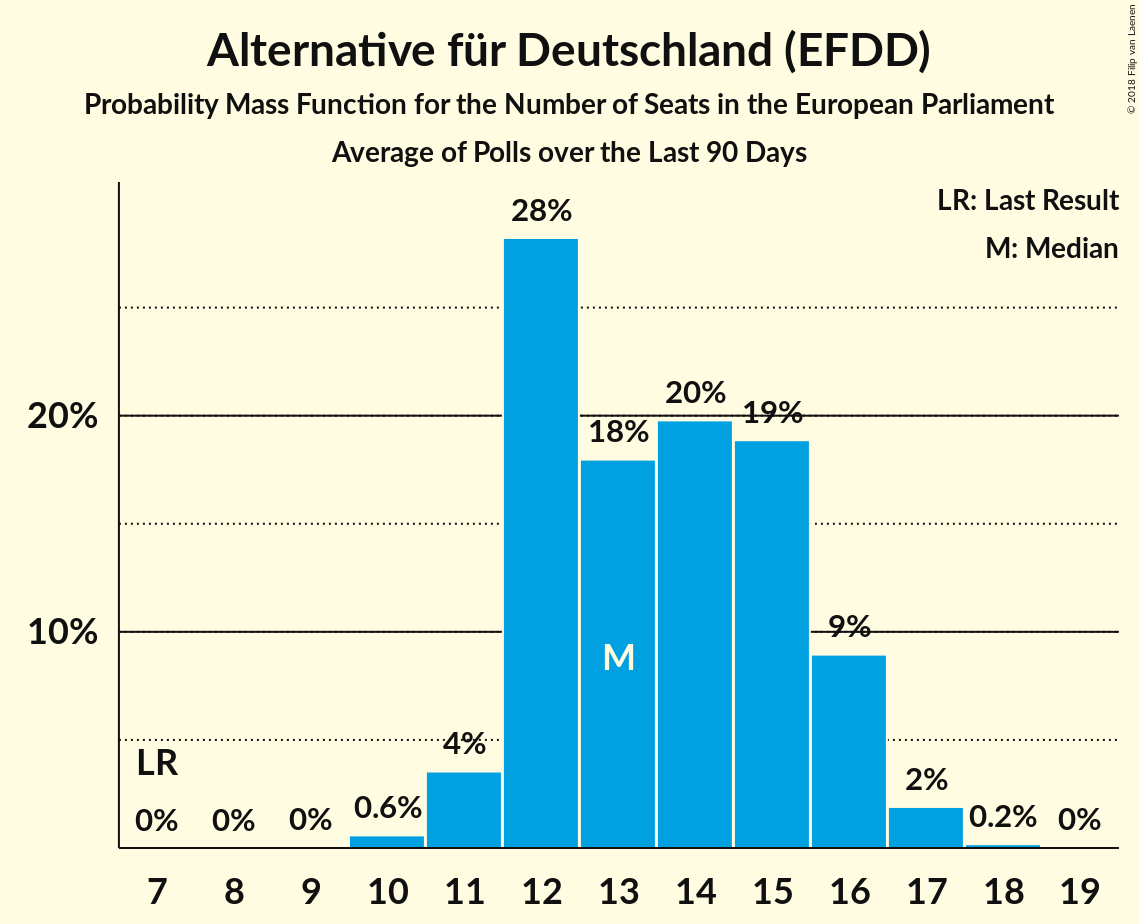 Alternative für Deutschland (EFDD)
Probability Mass Function for the Number of Seats in the European Parliament
Average of Polls over the Last 90 Days
© 2018 Filip van Laenen
LR: Last Result
M: Median
28%
20%
18%
20%
19%
10%
9%
M
LR
4%
2%
0%
0%
0%
0.6%
0.2%
0%
7 8 9 10 11 12 13 14 15 16 17 18 19